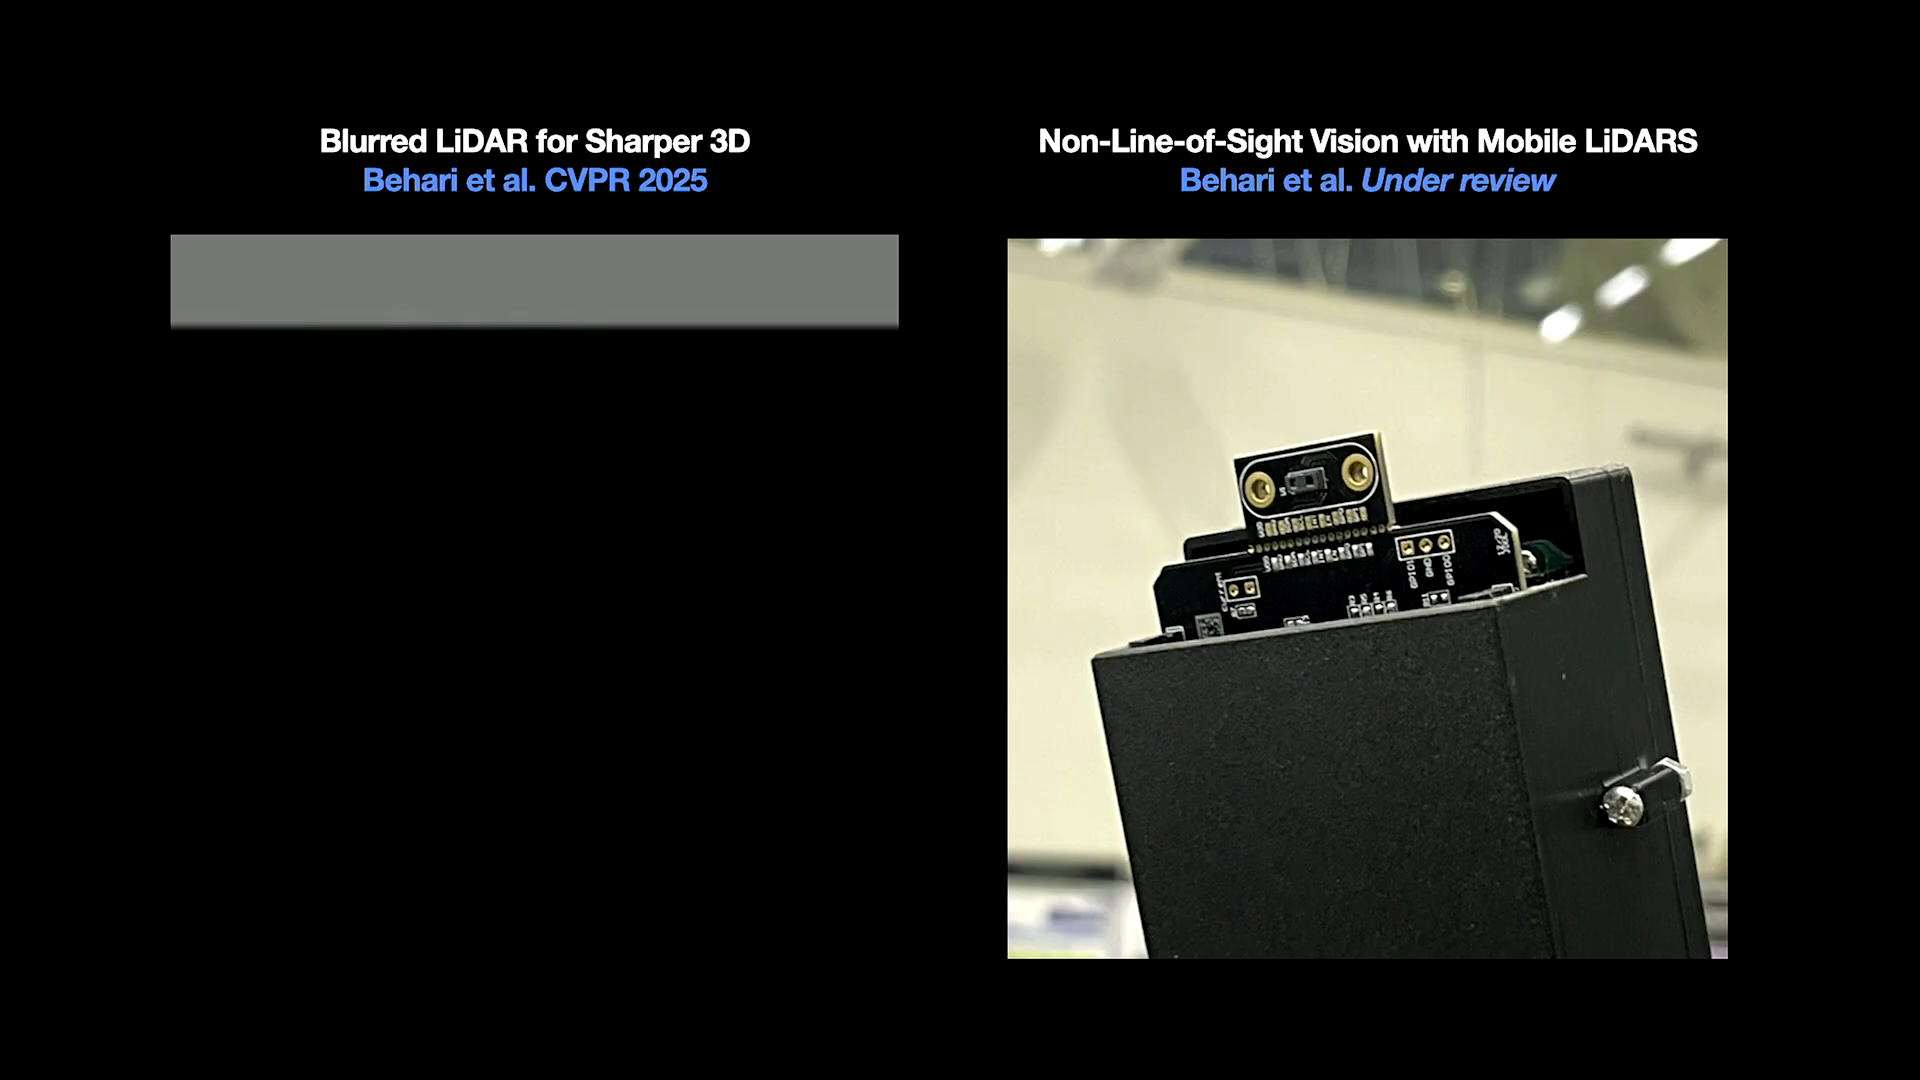 Blurred LiDAR for Sharper 3D
Behari et al. CVPR 2025
Non-Line-of-Sight Vision with Mobile LiDARS
Behari et al. Under review